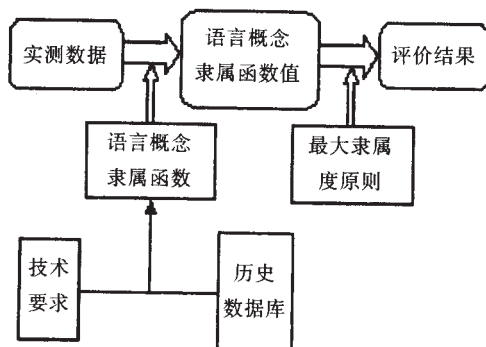 实测数据
语言概念
隶属函数值
评价结果
语言概念
隶属函数
最大隶属
度原则
技术
要求
历史
数据库